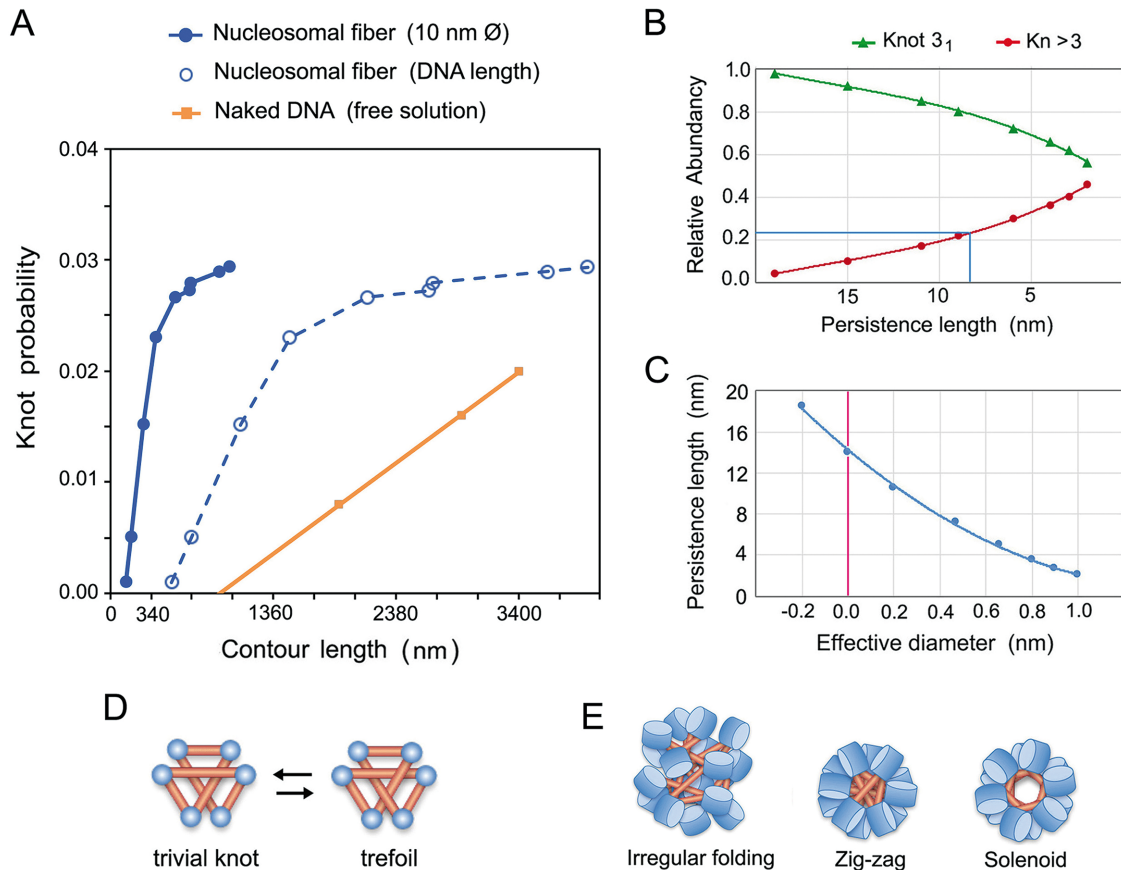 A
Nucleosomal fiber (10 nm Ø)
Nucleosomal fiber (DNA length)
Naked DNA (free solution)
0.04
0.03
0.02
0.01
0.00
Knot probability
0 340 1360 2380 3400
Contour length (nm)
B
Knot 3₁ Kn >3
1.0
0.8
0.6
0.4
0.2
0.0
Relative Abundancy
15 10 5
Persistence length (nm)
C
20
16
12
8
4
0
Persistence length (nm)
-0.2 0.0 0.2 0.4 0.6 0.8 1.0
Effective diameter (nm)
D
trivial knot trefoil
E
Irregular folding Zig-zag Solenoid